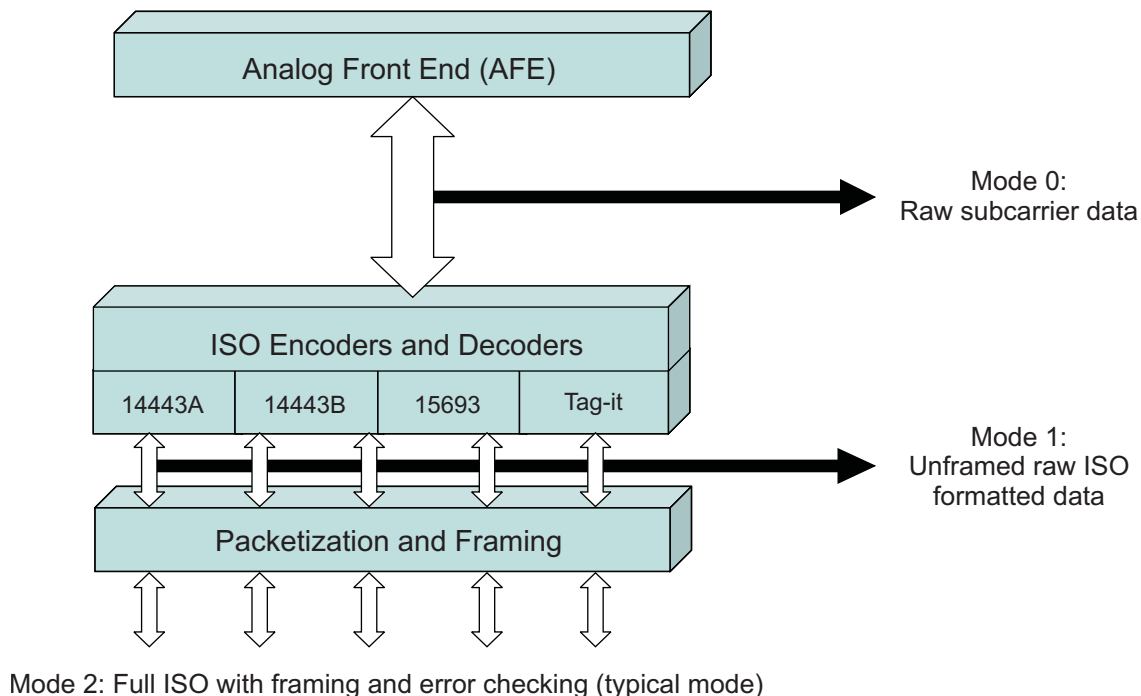 Analog Front End (AFE)
Mode 0:
Raw subcarrier data
ISO Encoders and Decoders
14443A
14443B
15693
Tag-it
Mode 1:
Unframed raw ISO
formatted data
Packetization and Framing
Mode 2: Full ISO with framing and error checking (typical mode)